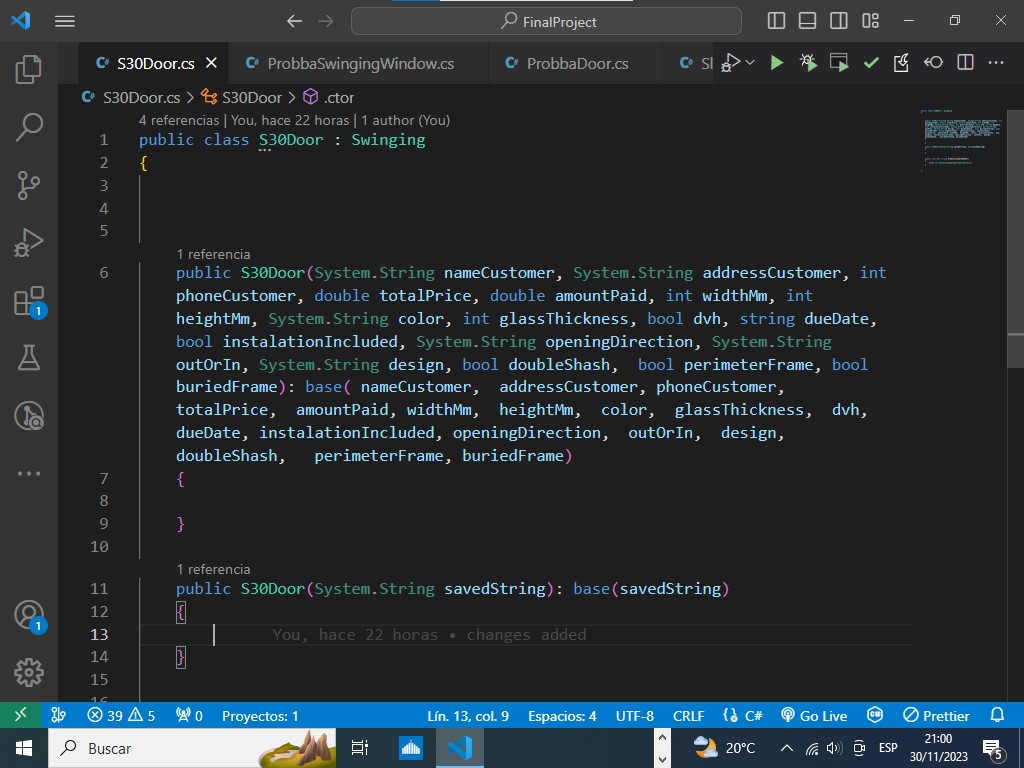 FinalProject
S30Door.cs
ProbbaSwingingWindow.cs
ProbbaDoor.cs
S30Door.cs > S30Door > .ctor
4 referencias | You, hace 22 horas | 1 author (You)
1 public class S30Door : Swinging
2 {
3
4
5
1 referencia
6 public S30Door(System.String nameCustomer, System.String addressCustomer, int
phoneCustomer, double totalPrice, double amountPaid, int widthMm, int
heightMm, System.String color, int glassThickness, bool dvh, string dueDate,
bool instalationIncluded, System.String openingDirection, System.String
outOrIn, System.String design, bool doubleShash, bool perimeterFrame, bool
buriedFrame): base( nameCustomer, addressCustomer, phoneCustomer,
totalPrice, amountPaid, widthMm, heightMm, color, glassThickness, dvh,
dueDate, instalationIncluded, openingDirection, outOrIn, design,
doubleShash, perimeterFrame, buriedFrame)
7 {
8
9 }
10
1 referencia
11 public S30Door(System.String savedString): base(savedString)
12 {
13 You, hace 22 horas • changes added
14 }
15
16
1
1
39 5 0 Proyectos: 1 Lín. 13, col. 9 Espacios: 4 UTF-8 CRLF C# Go Live Prettier
Buscar
20°C
ESP
21:00
30/11/2023
5